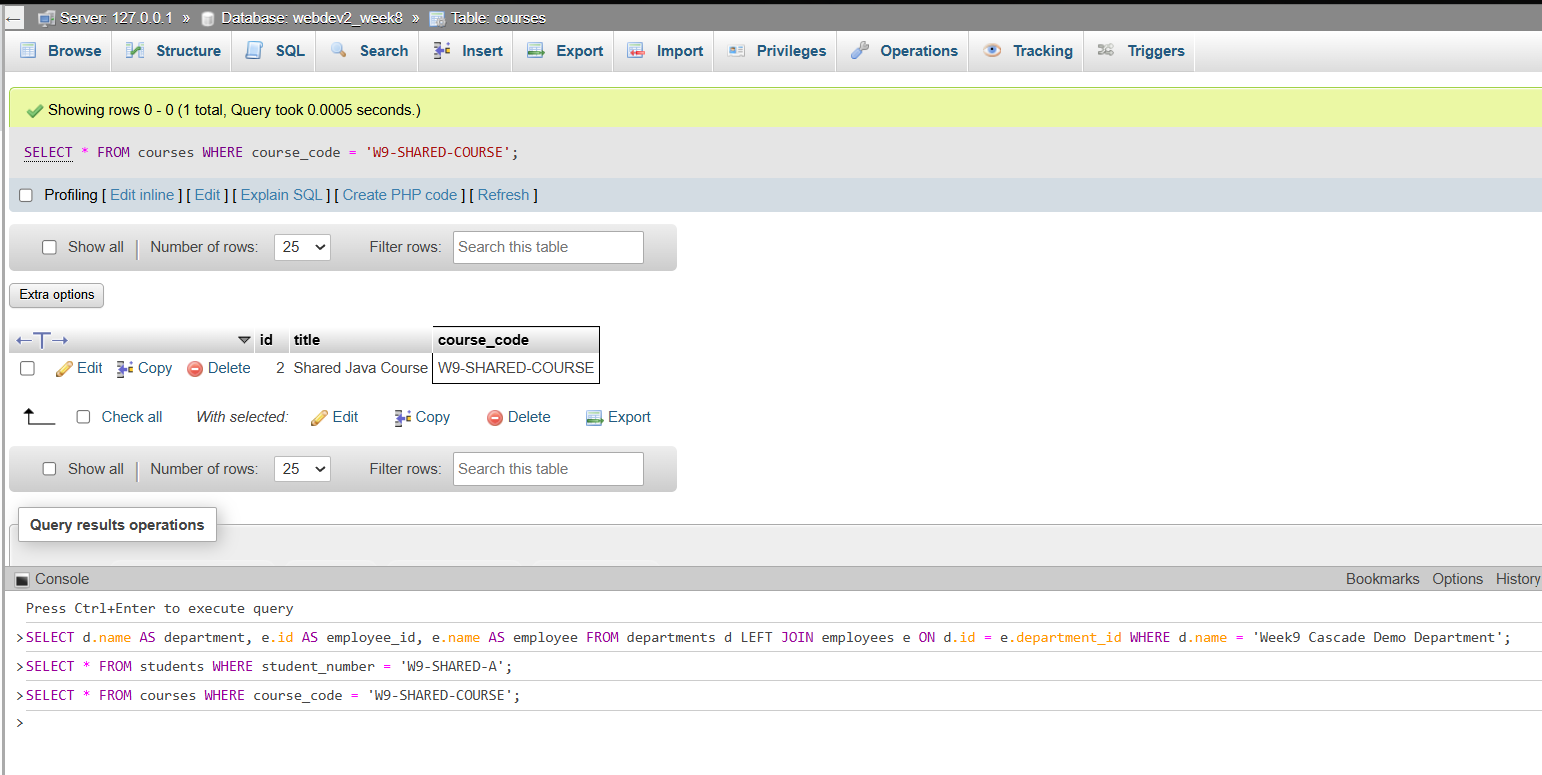 Server: 127.0.0.1 » Database: webdev2_week8 » Table: courses
Browse Structure SQL Search Insert Export Import Privileges Operations Tracking Triggers
Showing rows 0 - 0 (1 total, Query took 0.0005 seconds.)
SELECT * FROM courses WHERE course_code = 'W9-SHARED-COURSE';
Profiling [ Edit inline ] [ Edit ] [ Explain SQL ] [ Create PHP code ] [ Refresh ]
Show all | Number of rows: 25 Filter rows: Search this table
Extra options
←T→ id title course_code
Edit Copy Delete 2 Shared Java Course W9-SHARED-COURSE
Check all With selected: Edit Copy Delete Export
Show all | Number of rows: 25 Filter rows: Search this table
Query results operations
Console Bookmarks Options History
Press Ctrl+Enter to execute query
>SELECT d.name AS department, e.id AS employee_id, e.name AS employee FROM departments d LEFT JOIN employees e ON d.id = e.department_id WHERE d.name = 'Week9 Cascade Demo Department';
>SELECT * FROM students WHERE student_number = 'W9-SHARED-A';
>SELECT * FROM courses WHERE course_code = 'W9-SHARED-COURSE';
>